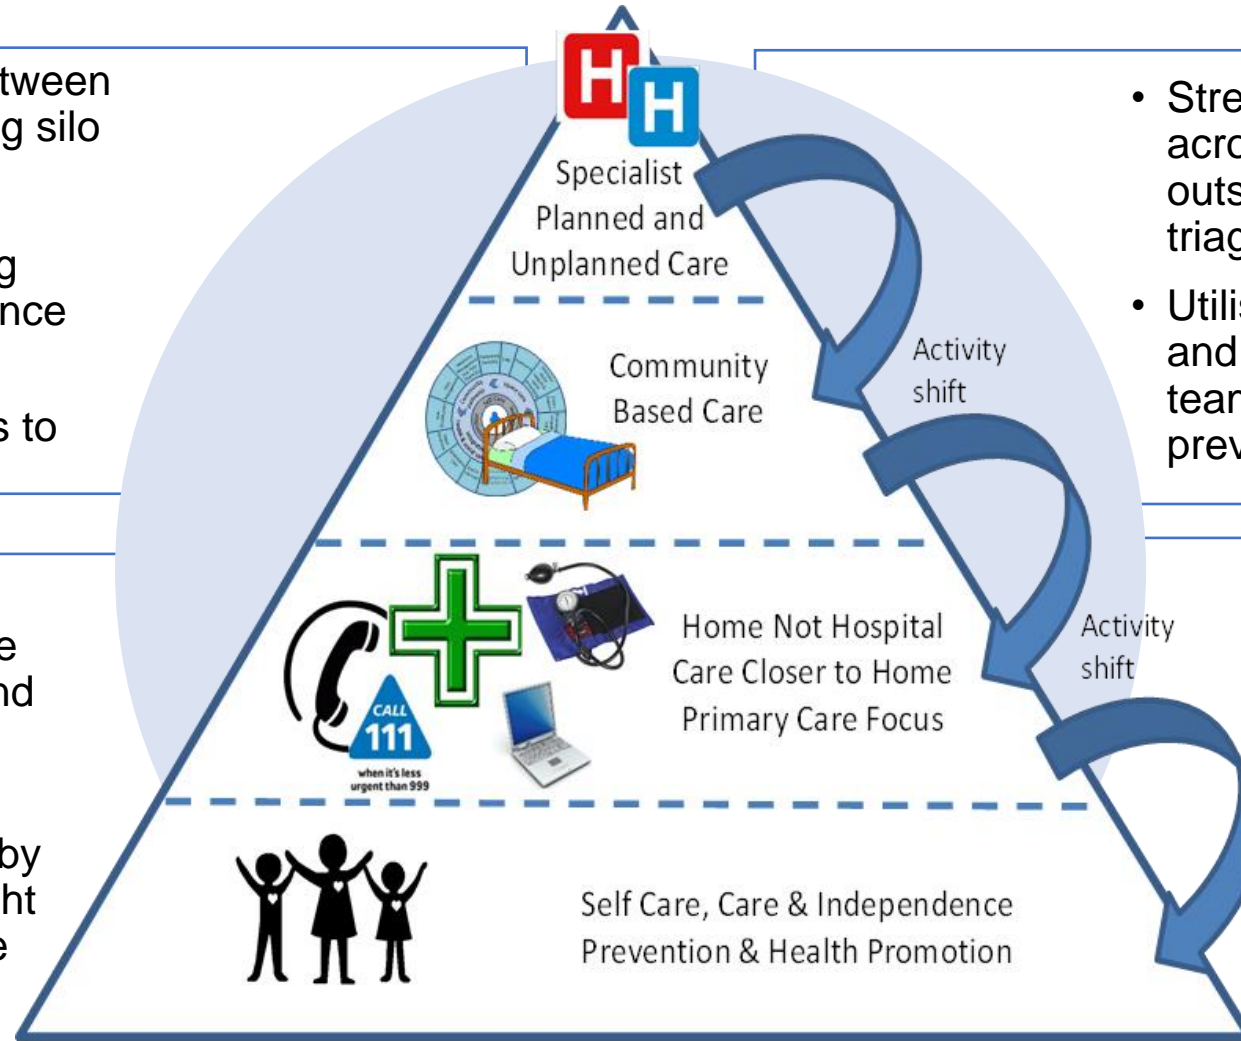 tween
g silo
g
nce
s to
e
nd
by
ht
e
H
H
Specialist
Planned and
Unplanned Care
Community
Based Care
Home Not Hospital
Care Closer to Home
Primary Care Focus
CALL
111
when it's less
urgent than 999
Self Care, Care & Independence
Prevention & Health Promotion
Activity
shift
Activity
shift
• Stre
acro
outs
triag
• Utilis
and
tean
prev